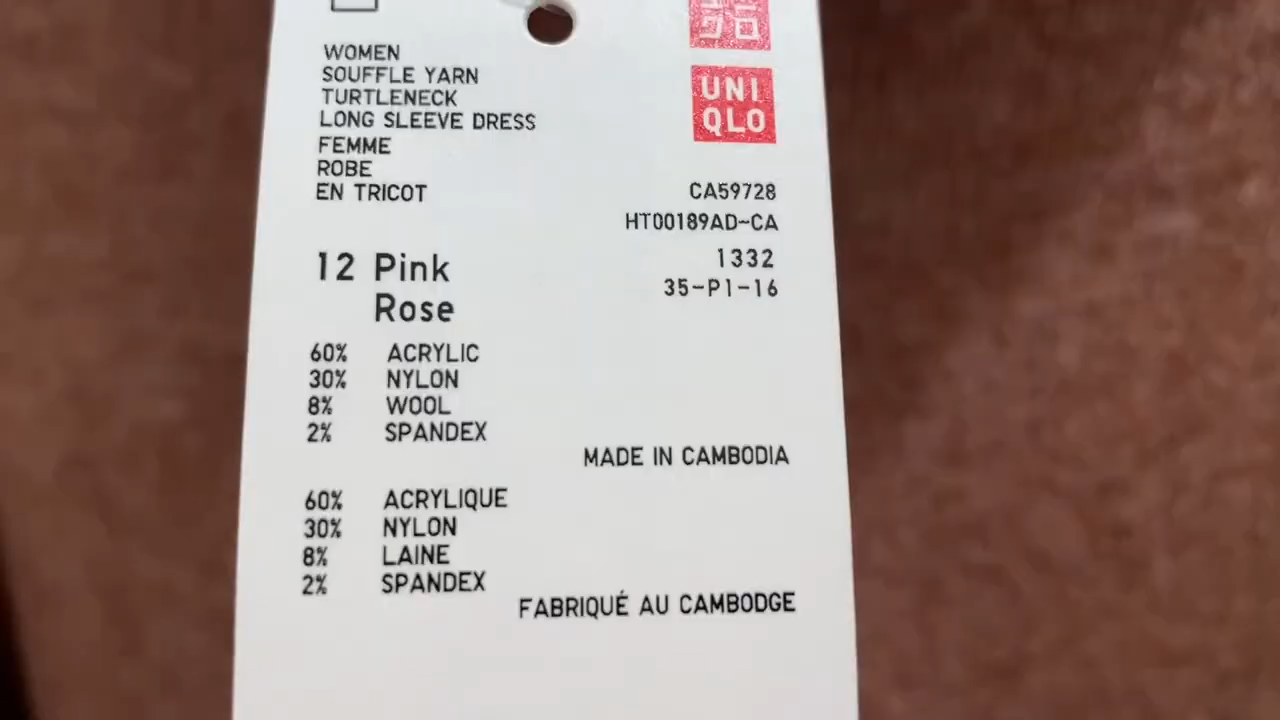 WOMEN
SOUFFLE YARN
TURTLENECK
LONG SLEEVE DRESS
FEMME
ROBE
EN TRICOT
UNI
QLO
CA59728
HT00189AD-CA
1332
35-P1-16
12 Pink
Rose
60% ACRYLIC
30% NYLON
8% WOOL
2% SPANDEX
MADE IN CAMBODIA
60% ACRYLIQUE
30% NYLON
8% LAINE
2% SPANDEX
FABRIQUÉ AU CAMBODGE